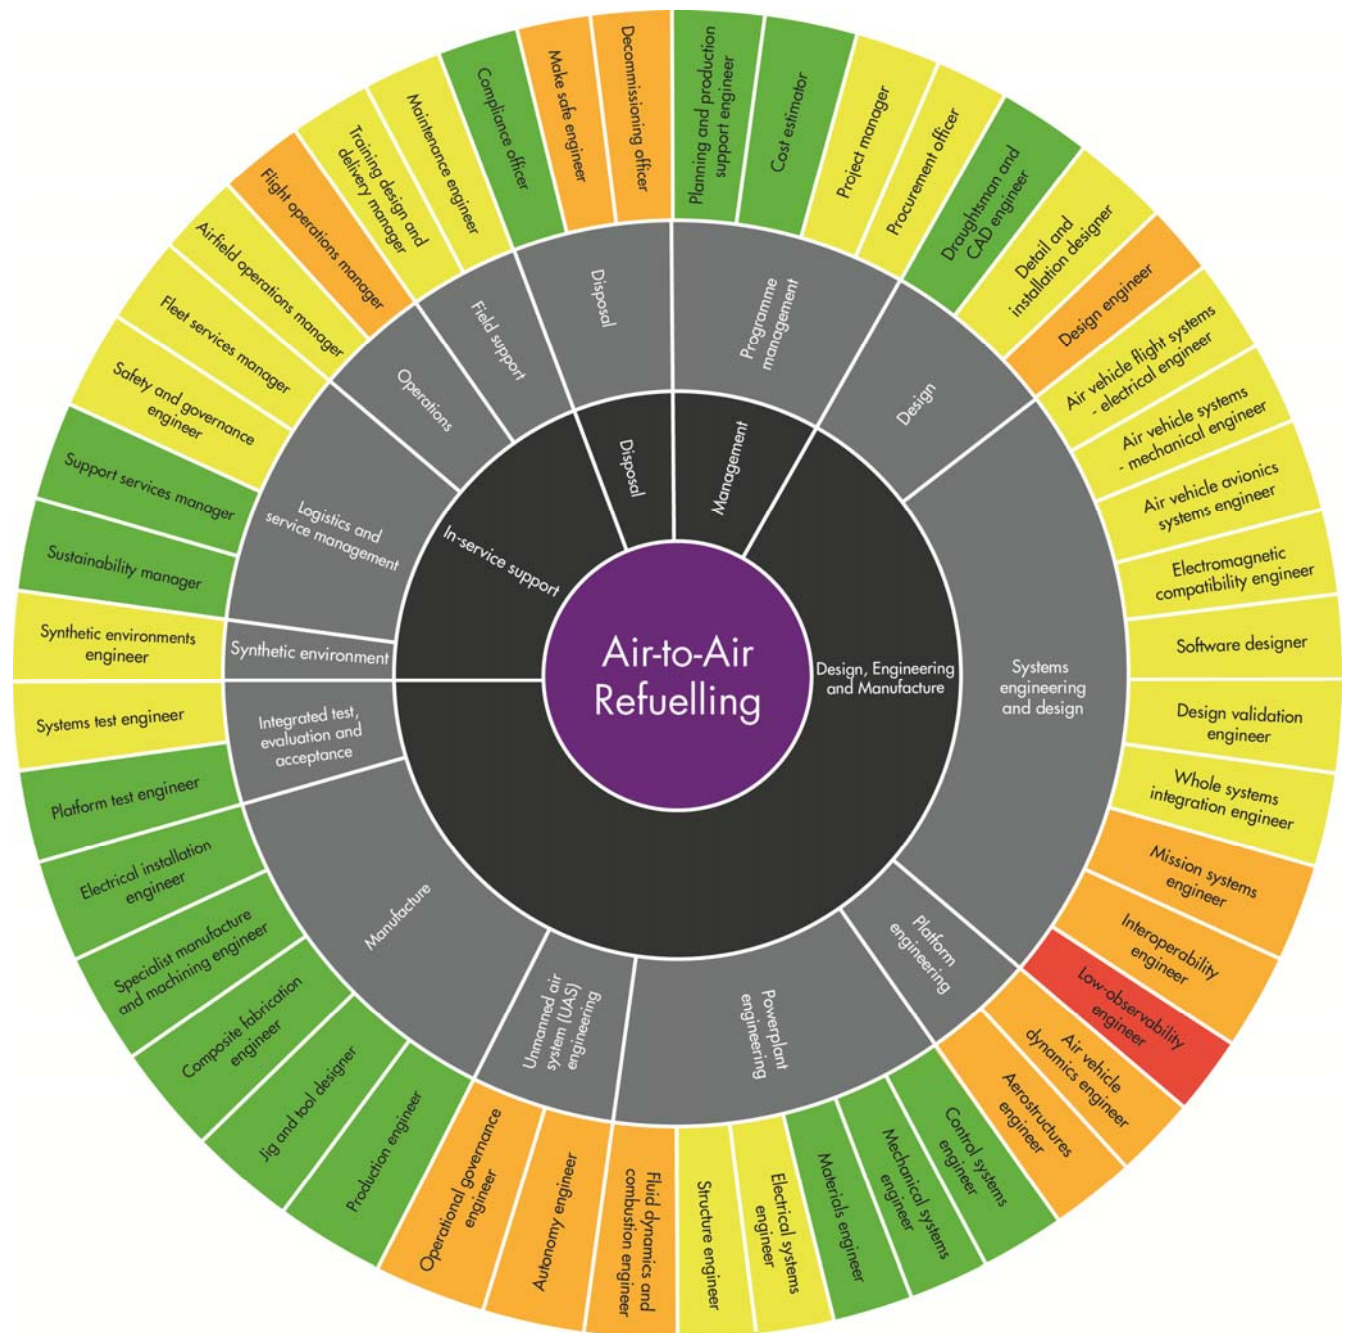 Air-to-Air
Refuelling
Management
Design, Engineering
and Manufacture
In-service support
Disposal
Programme
management
Design
Systems
engineering
and design
Platform
engineering
Powerplant
engineering
Unmanned air
system (UAS)
engineering
Manufacture
Integrated test,
evaluation and
acceptance
Synthetic environment
Logistics and
service management
Operations
Field support
Disposal
Planning and production
support engineer
Cost estimator
Project manager
Procurement officer
Draughtsman and
CAD engineer
Detail and
installation designer
Design engineer
Air vehicle flight systems
- electrical engineer
Air vehicle systems
- mechanical engineer
Air vehicle avionics
systems engineer
Electromagnetic
compatibility engineer
Software designer
Design validation
engineer
Whole systems
integration engineer
Mission systems
engineer
Interoperability
engineer
Low-observability
engineer
Air vehicle
dynamics engineer
Aerostructures
engineer
Control systems
engineer
Mechanical systems
engineer
Materials engineer
Electrical systems
engineer
Structure engineer
Fluid dynamics and
combustion engineer
Autonomy engineer
Operational governance
engineer
Production engineer
Jig and tool designer
Composite fabrication
engineer
Specialist manufacture
and machining engineer
Electrical installation
engineer
Platform test engineer
Systems test engineer
Synthetic environments
engineer
Sustainability manager
Support services manager
Safety and governance
engineer
Fleet services manager
Airfield operations manager
Flight operations manager
Training design and
delivery manager
Maintenance engineer
Compliance officer
Make safe engineer
Decommissioning officer